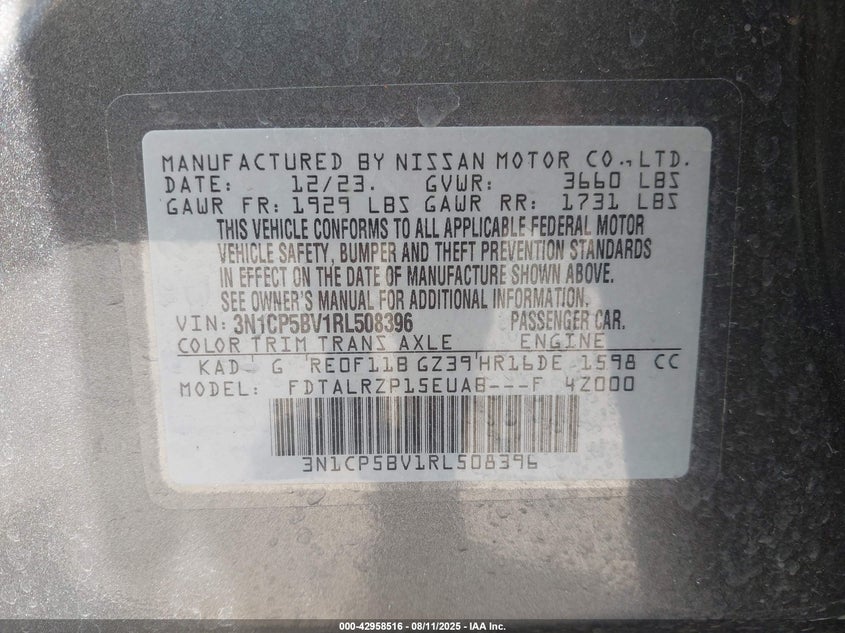 MANUFACTURED BY NISSAN MOTOR CO., LTD.
DATE: 12/23. GVWR: 3660 LBS
GAWR FR: 1929 LBS GAWR RR: 1731 LBS
THIS VEHICLE CONFORMS TO ALL APPLICABLE FEDERAL MOTOR
VEHICLE SAFETY, BUMPER AND THEFT PREVENTION STANDARDS
IN EFFECT ON THE DATE OF MANUFACTURE SHOWN ABOVE.
SEE OWNER'S MANUAL FOR ADDITIONAL INFORMATION.
VIN: 3N1CP5BV1RL508396 PASSENGER CAR.
COLOR TRIM TRANS AXLE ENGINE
KAD G RE0F11B GZ39 HR16DE 1598 CC
MODEL: FDTALRZP15EUAB---F 4Z000
3N1CP5BV1RL508396
000-42958516 - 08/11/2025 - IAA Inc.